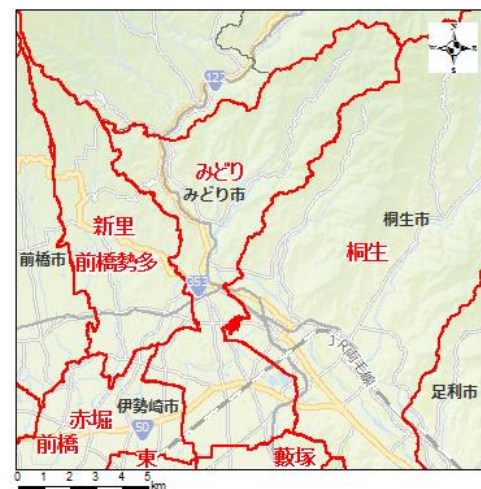 N
W
E
S
122
みどり
みどり市
新里
桐生市
桐生
前橋市
前橋勢多
353
JR両毛線
足利市
赤堀
伊勢崎市
前橋
50
東
藪塚
0 1 2 3 4 5
km